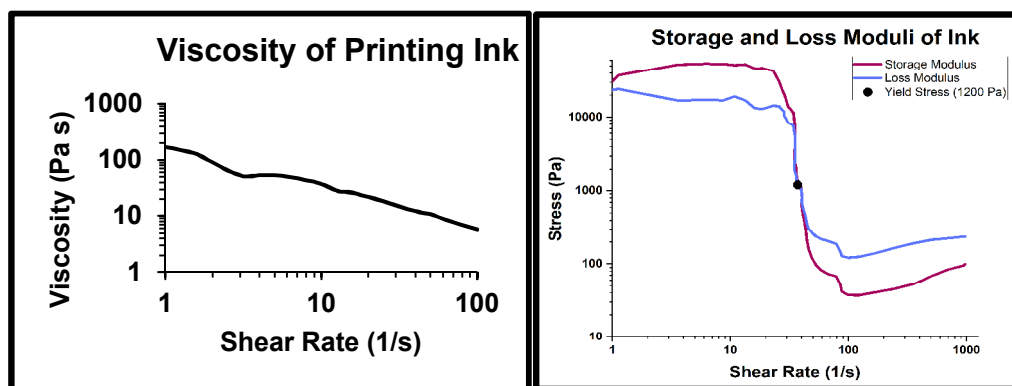 Viscosity of Printing Ink
Viscosity (Pa s)
1000
100
10
1
1
10
100
Shear Rate (1/s)
Storage and Loss Moduli of Ink
Storage Modulus
Loss Modulus
Yield Stress (1200 Pa)
Stress (Pa)
10000
1000
100
10
1
10
100
1000
Shear Rate (1/s)